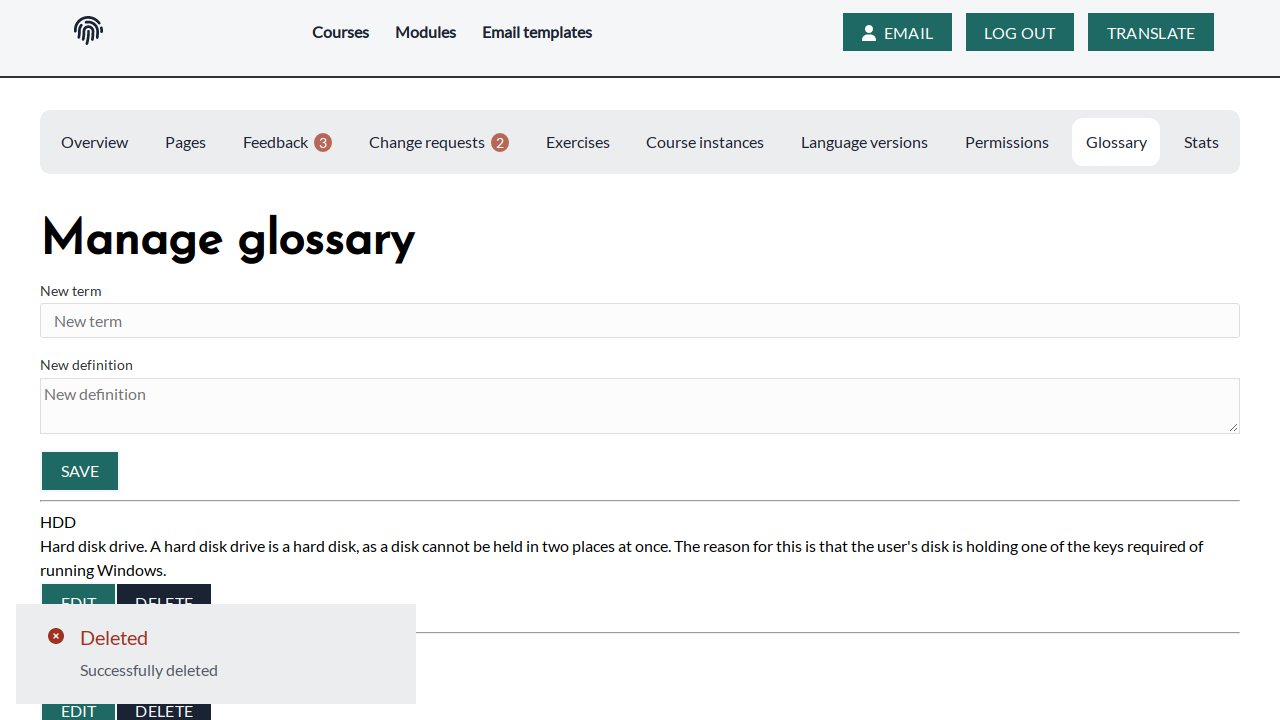 Courses Modules Email templates EMAIL LOG OUT TRANSLATE
Overview Pages Feedback 3 Change requests 2 Exercises Course instances Language versions Permissions Glossary Stats
Manage glossary
New term
New term
New definition
New definition
SAVE
HDD
Hard disk drive. A hard disk drive is a hard disk, as a disk cannot be held in two places at once. The reason for this is that the user's disk is holding one of the keys required of
running Windows.
EDIT DELETE
Deleted
Successfully deleted
EDIT DELETE